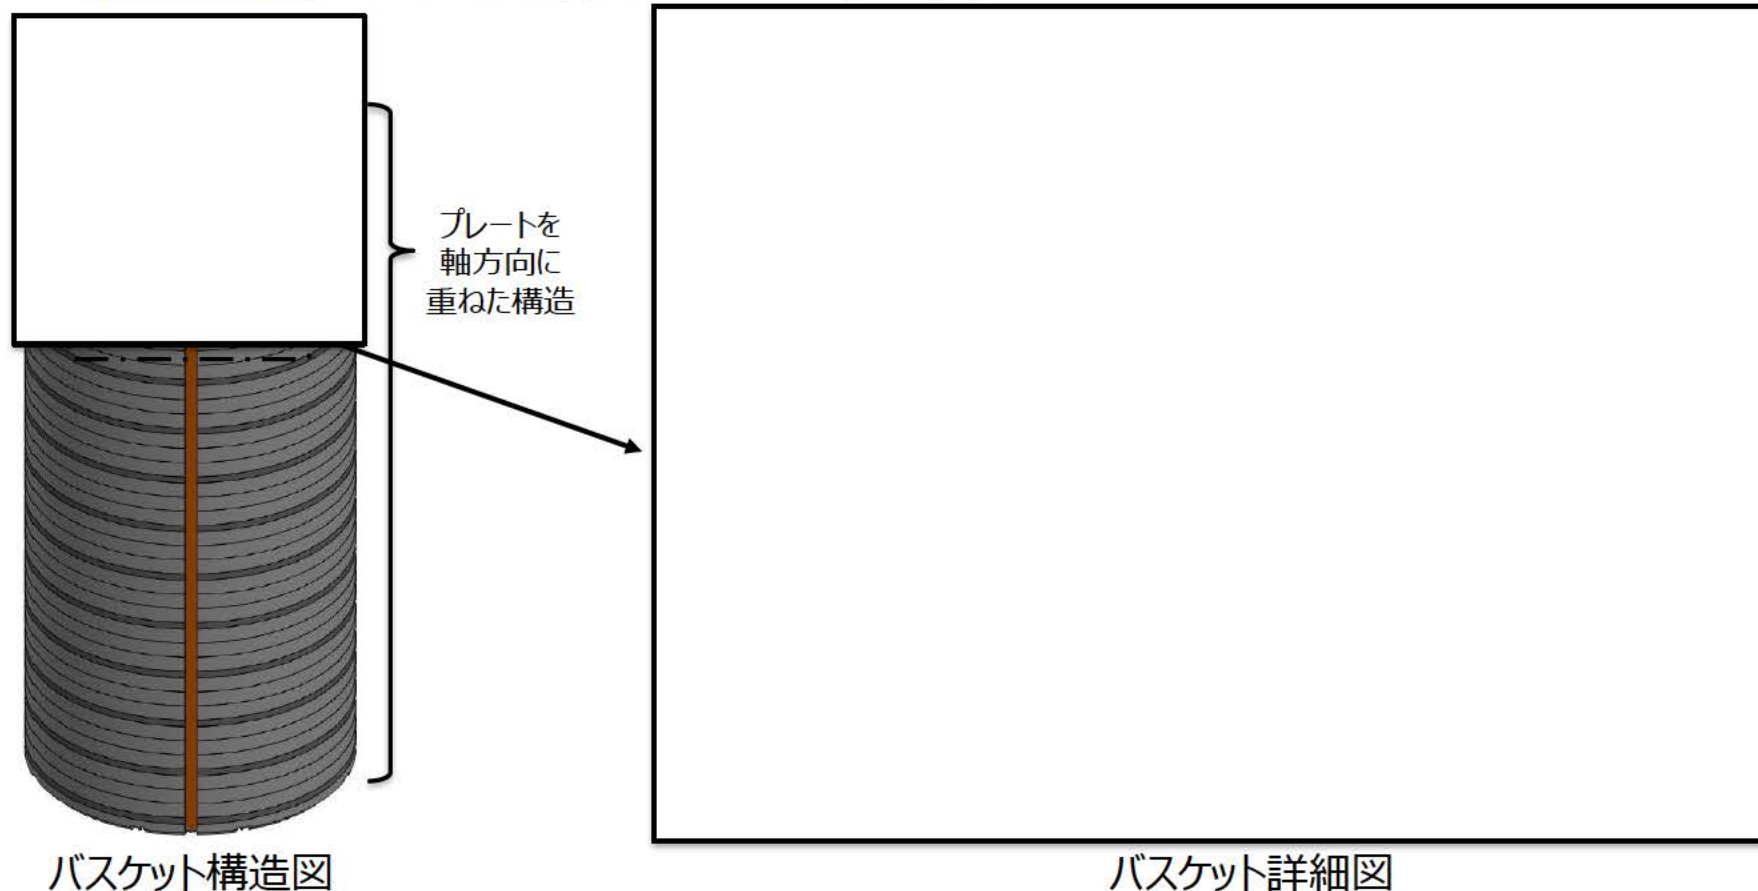 プレートを
軸方向に
重ねた構造
バスケット構造図
バスケット詳細図